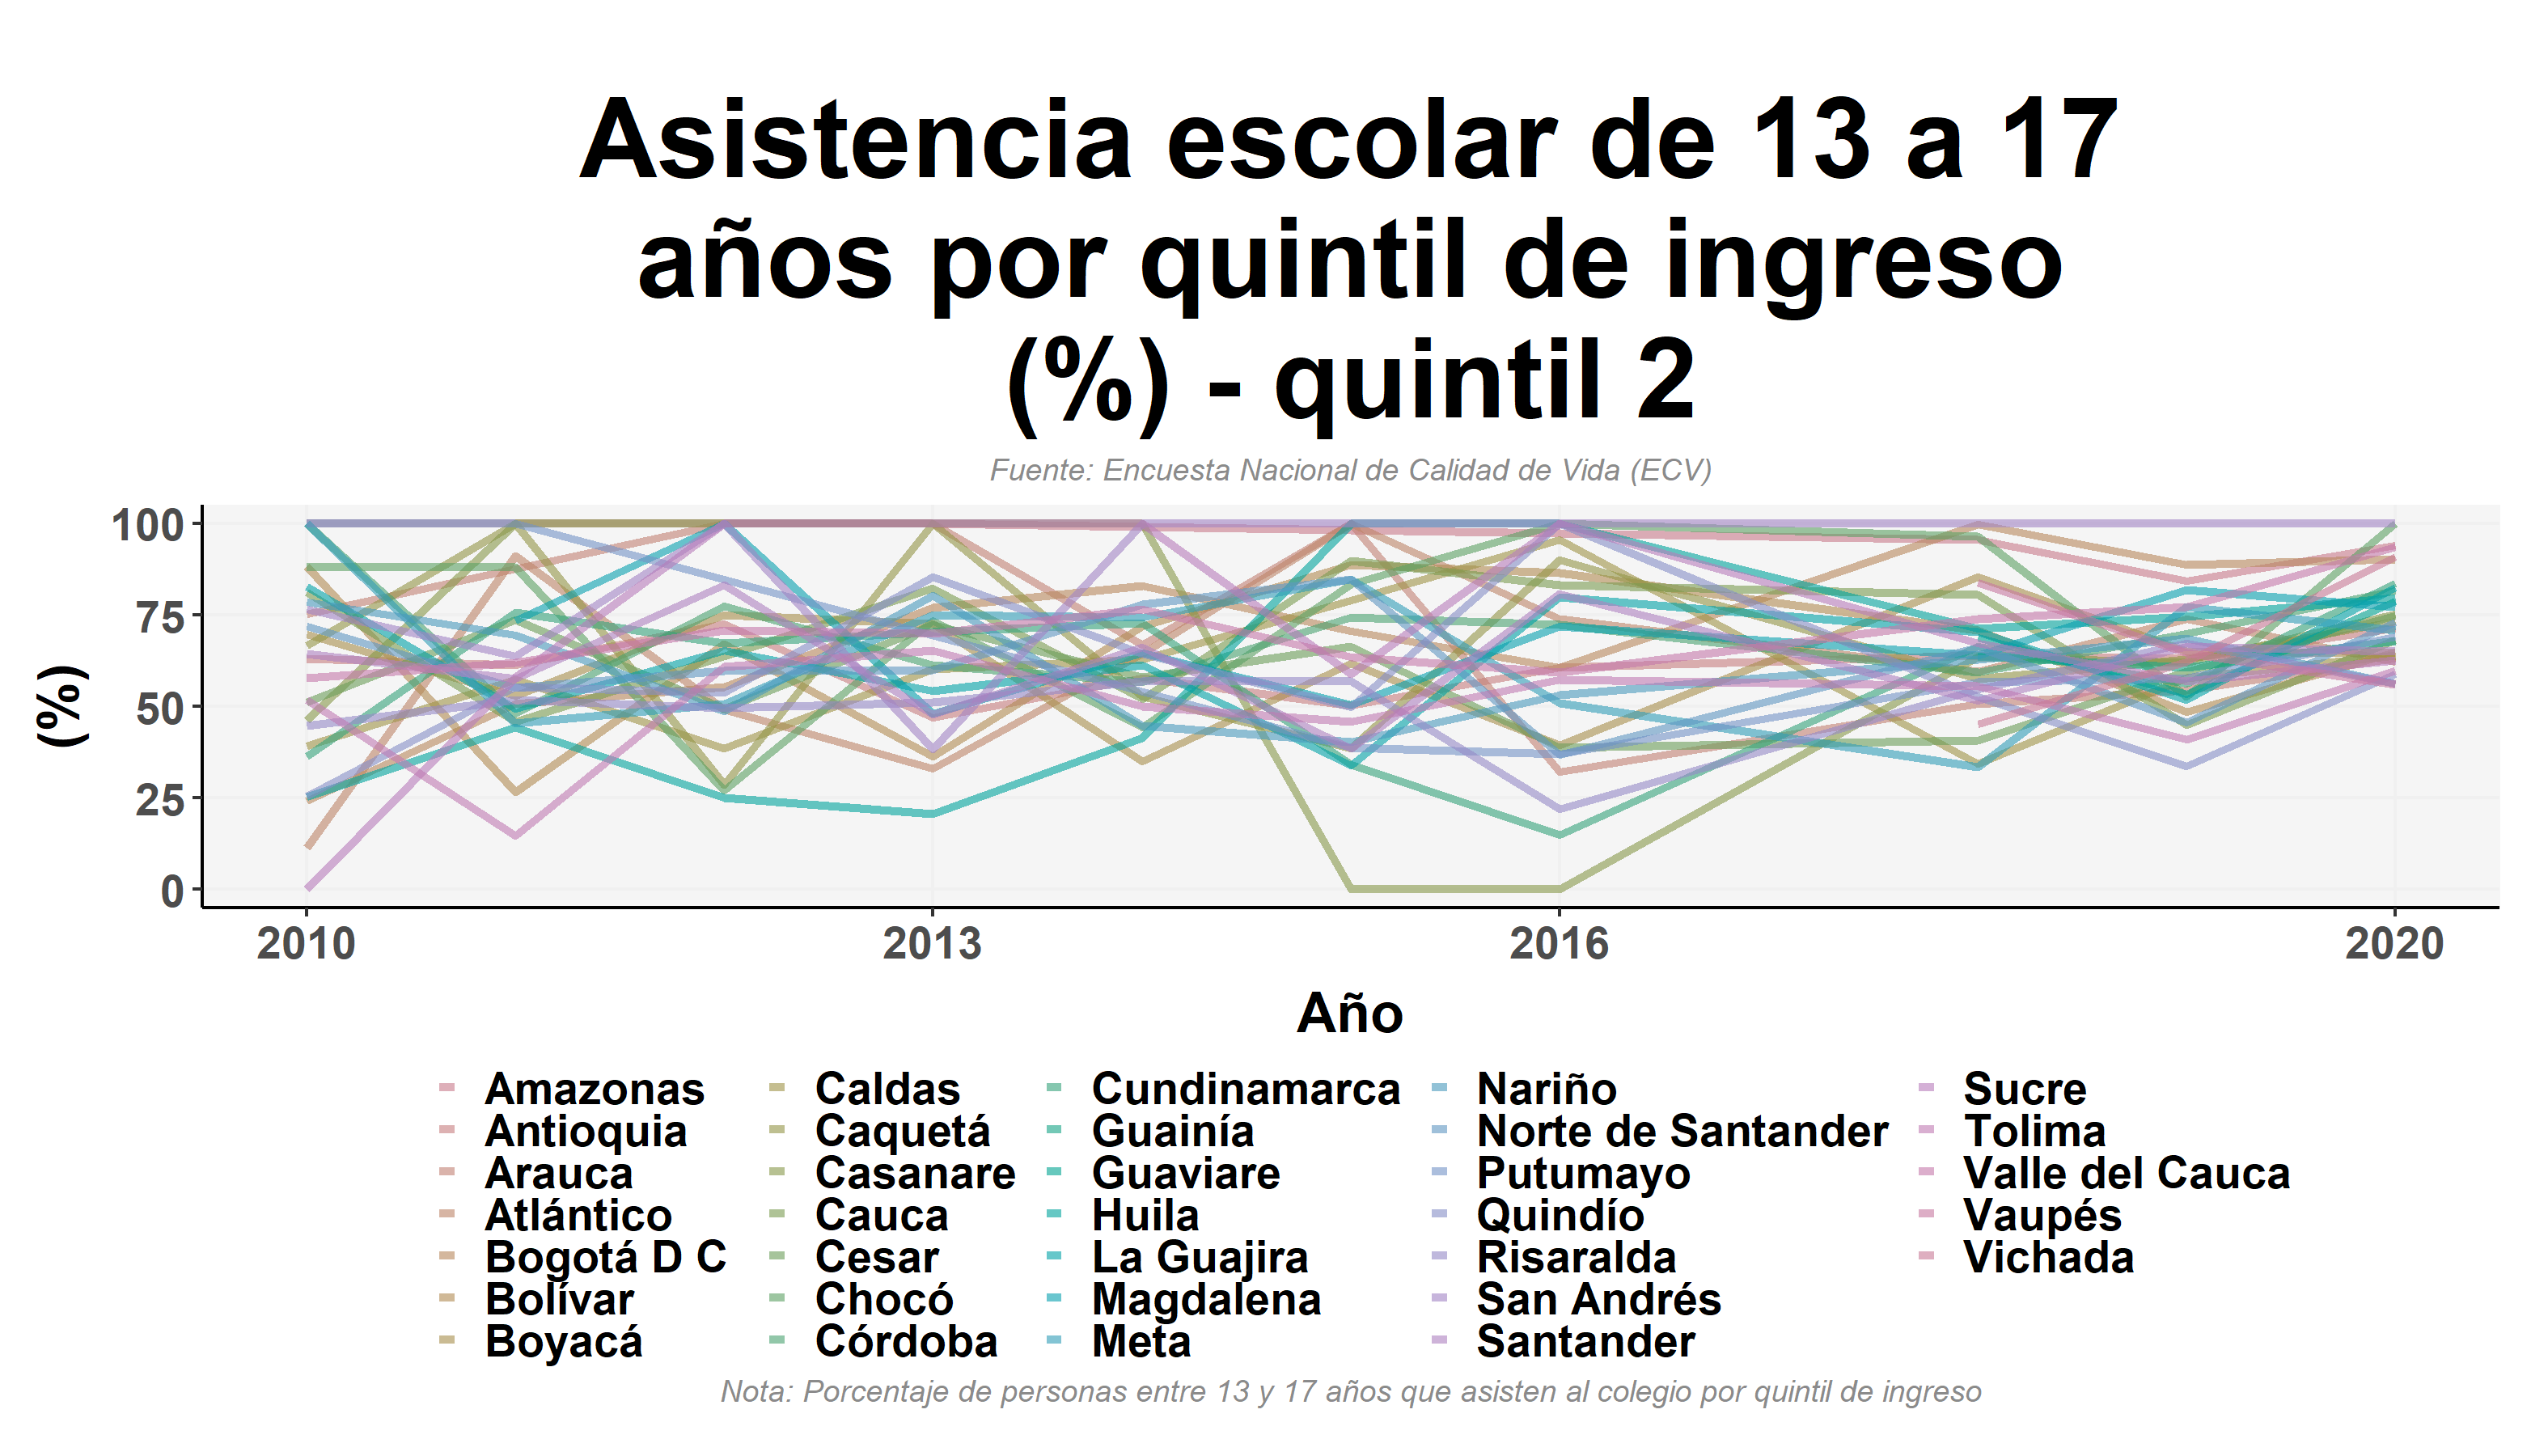 Asistencia escolar de 13 a 17
años por quintil de ingreso
(%) - quintil 2
Fuente: Encuesta Nacional de Calidad de Vida (ECV)
100
75
50
25
0
(%)
2010 2013 2016 2020
Año
Amazonas
Antioquia
Arauca
Atlántico
Bogotá D C
Bolívar
Boyacá
Caldas
Caquetá
Casanare
Cauca
Cesar
Chocó
Córdoba
Cundinamarca
Guainía
Guaviare
Huila
La Guajira
Magdalena
Meta
Nariño
Norte de Santander
Putumayo
Quindío
Risaralda
San Andrés
Santander
Sucre
Tolima
Valle del Cauca
Vaupés
Vichada
Nota: Porcentaje de personas entre 13 y 17 años que asisten al colegio por quintil de ingreso